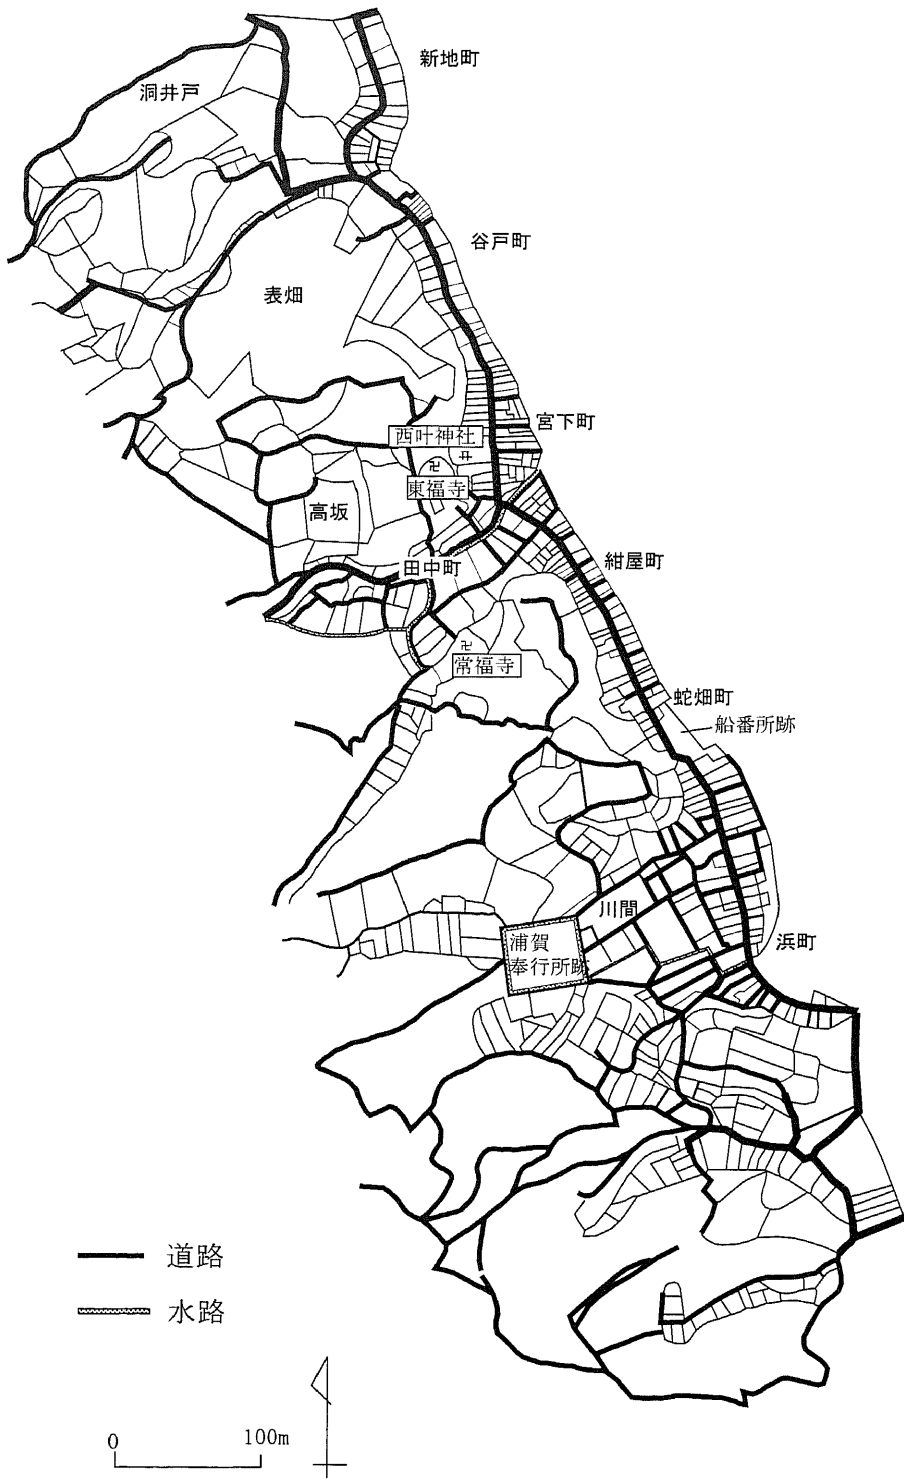 新地町
洞井戸
谷戸町
表畑
宮下町
西叶神社
卍
東福寺
高坂
紺屋町
田中町
卍
常福寺
蛇畑町
船番所跡
川間
浜町
浦賀
奉行所跡
道路
水路
0
100m